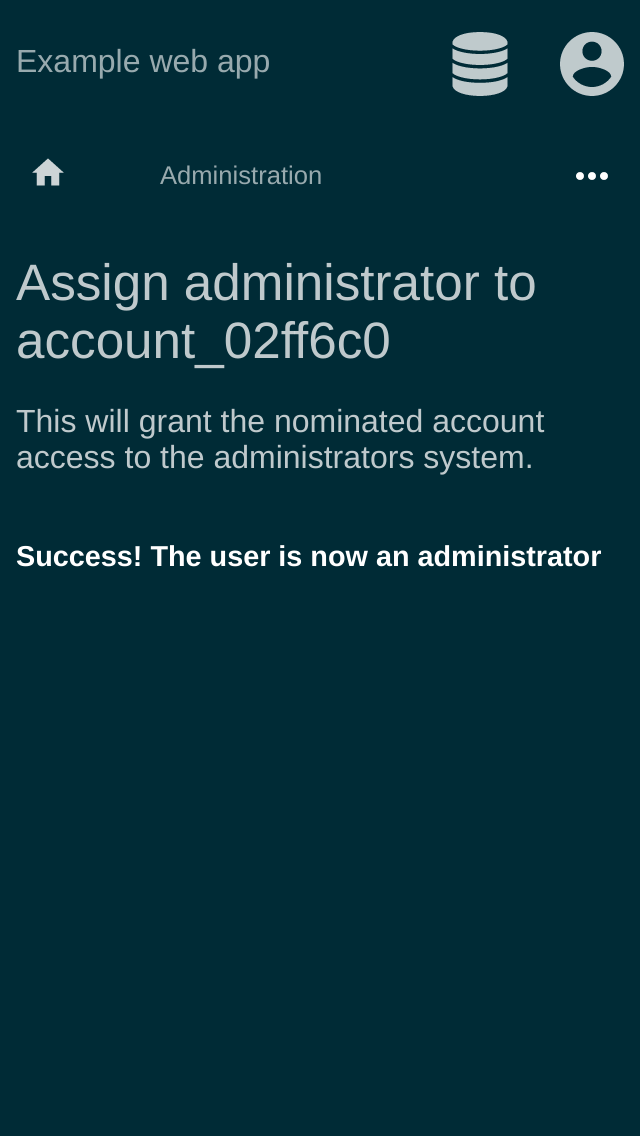 Example web app
Administration
Assign administrator to
account_02ff6c0
This will grant the nominated account
access to the administrators system.
Success! The user is now an administrator